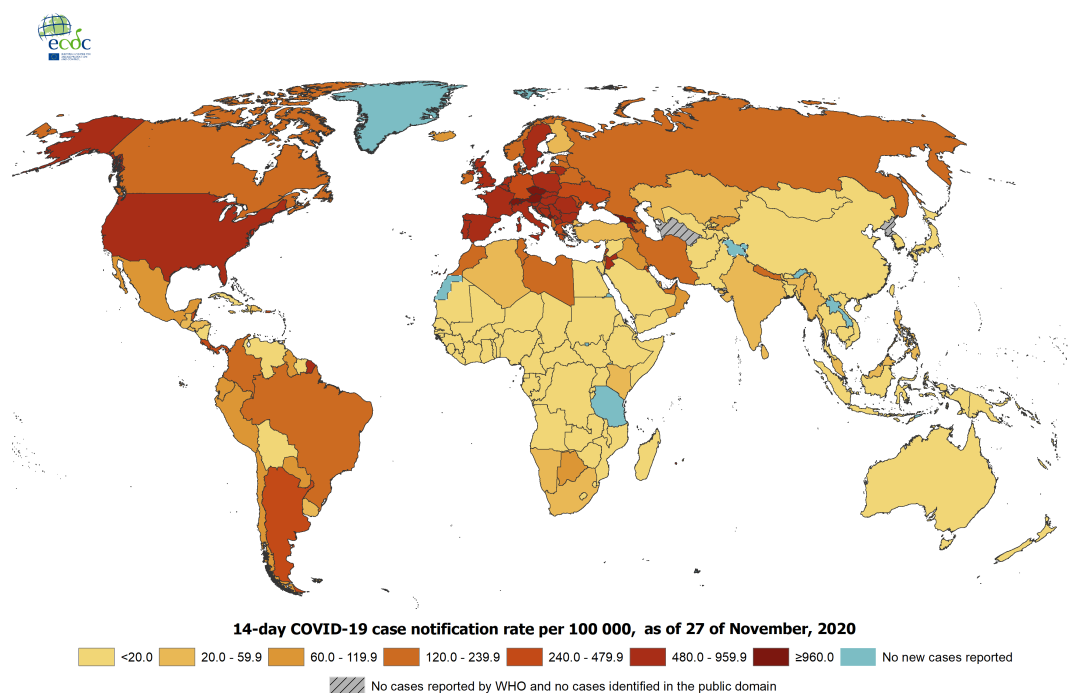 ecdc
14-day COVID-19 case notification rate per 100 000, as of 27 of November, 2020
<20.0
20.0 - 59.9
60.0 - 119.9
120.0 - 239.9
240.0 - 479.9
480.0 - 959.9
≥960.0
No new cases reported
No cases reported by WHO and no cases identified in the public domain